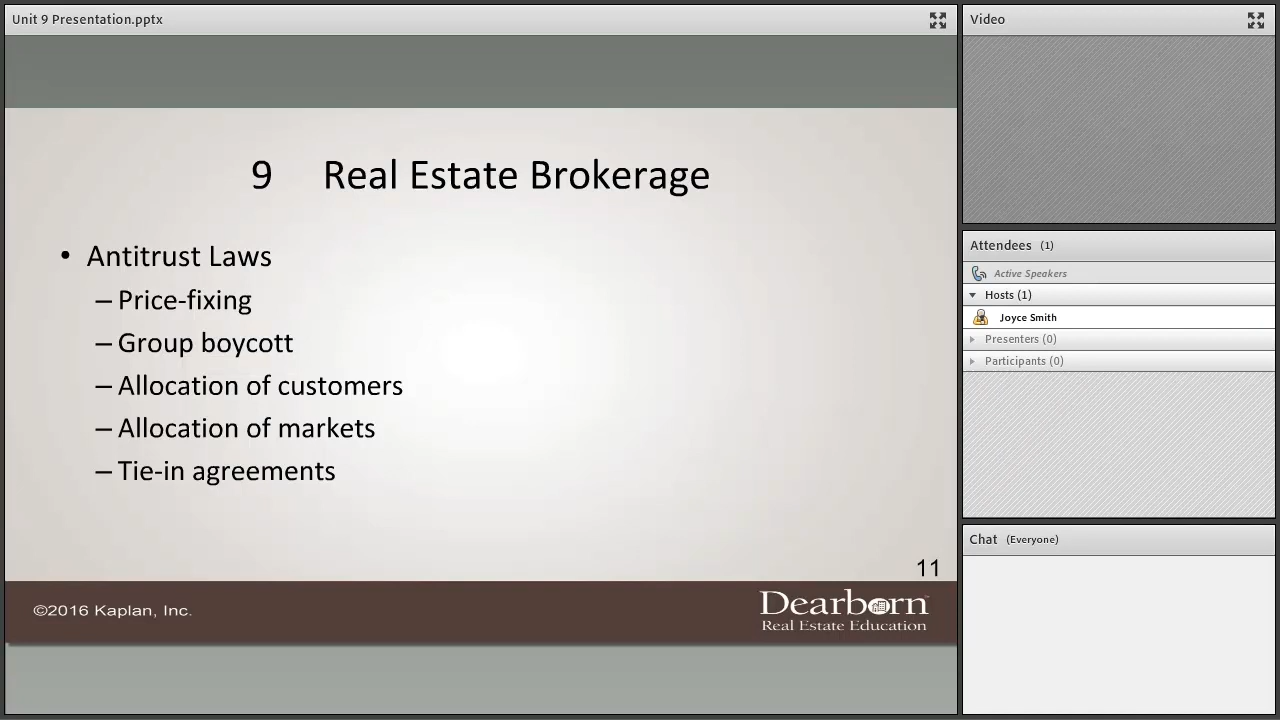 Unit 9 Presentation.pptx
9 Real Estate Brokerage
• Antitrust Laws
– Price-fixing
– Group boycott
– Allocation of customers
– Allocation of markets
– Tie-in agreements
11
©2016 Kaplan, Inc.
Dearborn™
Real Estate Education
Video
Attendees (1)
Active Speakers
Hosts (1)
Joyce Smith
Presenters (0)
Participants (0)
Chat (Everyone)